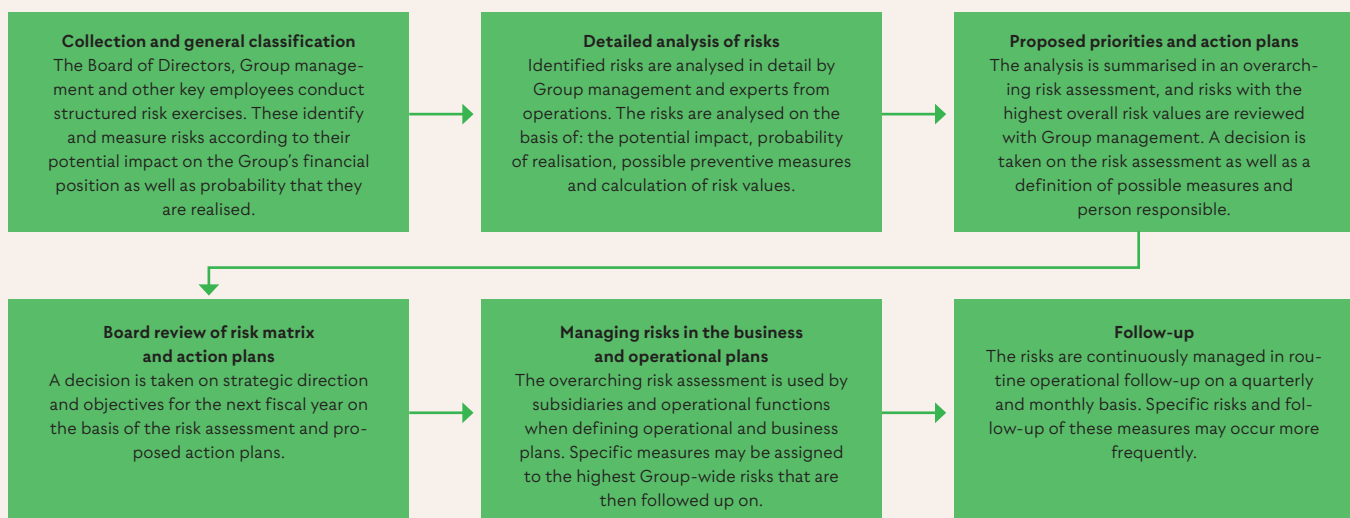 Collection and general classification
The Board of Directors, Group manage-
ment and other key employees conduct
structured risk exercises. These identify
and measure risks according to their
potential impact on the Group's financial
position as well as probability that they
are realised.
Detailed analysis of risks
Identified risks are analysed in detail by
Group management and experts from
operations. The risks are analysed on the
basis of: the potential impact, probability
of realisation, possible preventive measures
and calculation of risk values.
Proposed priorities and action plans
The analysis is summarised in an overarch-
ing risk assessment, and risks with the
highest overall risk values are reviewed
with Group management. A decision is
taken on the risk assessment as well as a
definition of possible measures and
person responsible.
Board review of risk matrix
and action plans
A decision is taken on strategic direction
and objectives for the next fiscal year on
the basis of the risk assessment and pro-
posed action plans.
Managing risks in the business
and operational plans
The overarching risk assessment is used by
subsidiaries and operational functions
when defining operational and business
plans. Specific measures may be assigned
to the highest Group-wide risks that are
then followed up on.
Follow-up
The risks are continuously managed in rou-
tine operational follow-up on a quarterly
and monthly basis. Specific risks and fol-
low-up of these measures may occur more
frequently.